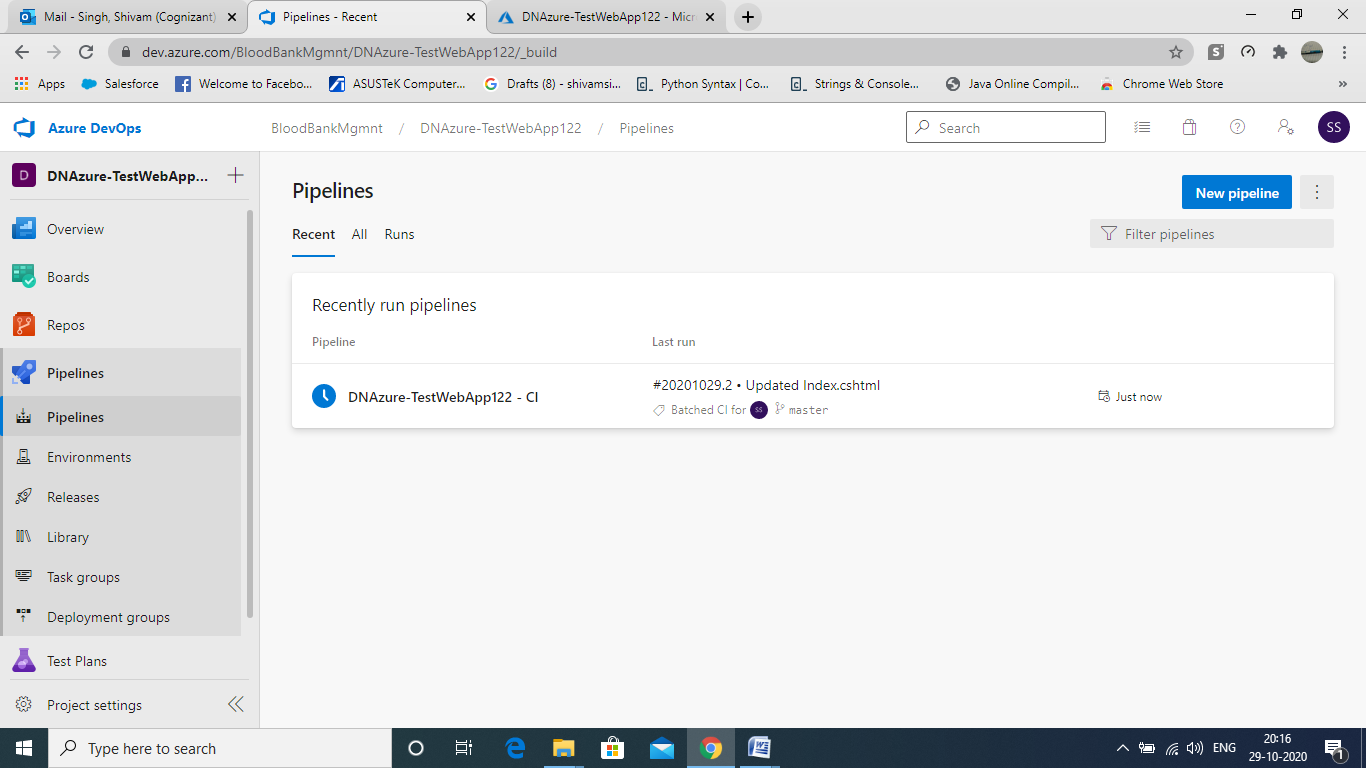 Mail - Singh, Shivam (Cognizant)
Pipelines - Recent
DNAzure-TestWebApp122 - Micr
dev.azure.com/BloodBankMgmnt/DNAzure-TestWebApp122/_build
Apps
Salesforce
Welcome to Facebo...
ASUSTeK Computer...
Drafts (8) - shivamsi...
Python Syntax | Co...
Strings & Console...
Java Online Compil...
Chrome Web Store
Azure DevOps
BloodBankMgmnt / DNAzure-TestWebApp122 / Pipelines
Search
SS
D
DNAzure-TestWebApp...
Overview
Boards
Repos
Pipelines
Pipelines
Environments
Releases
Library
Task groups
Deployment groups
Test Plans
Project settings
Pipelines
New pipeline
Recent All Runs
Filter pipelines
Recently run pipelines
Pipeline
Last run
DNAzure-TestWebApp122 - CI
#20201029.2 • Updated Index.cshtml
Batched CI for SS master
Just now
Type here to search
ENG
20:16
29-10-2020
1